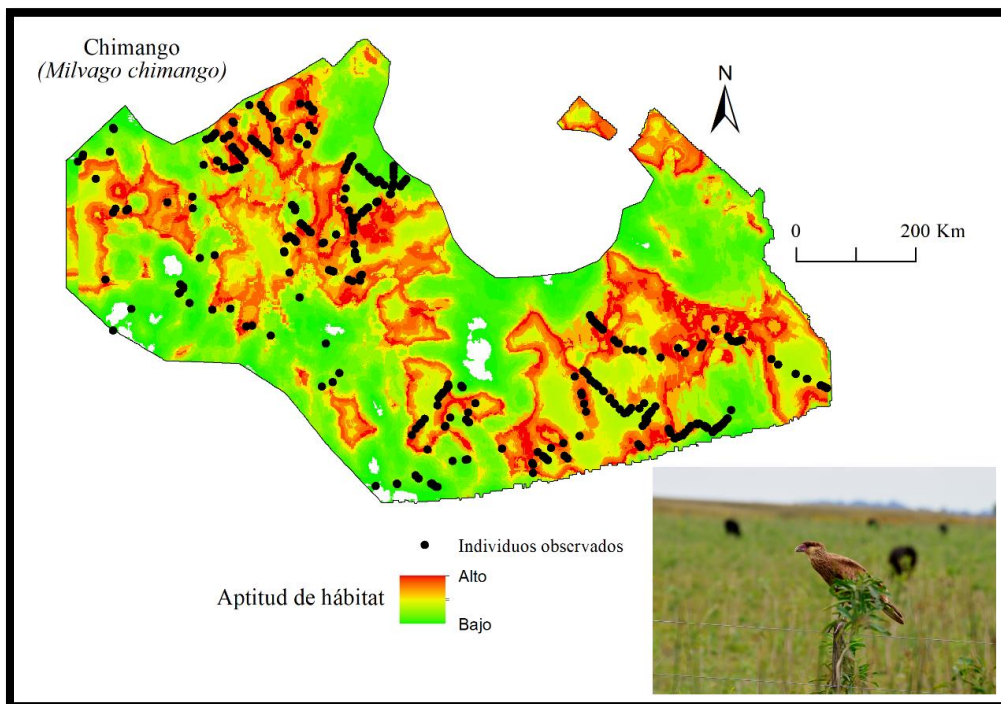 Chimango
(Milvago chimango)
N
0 200 Km
Individuos observados
Aptitud de hábitat
Alto
Bajo